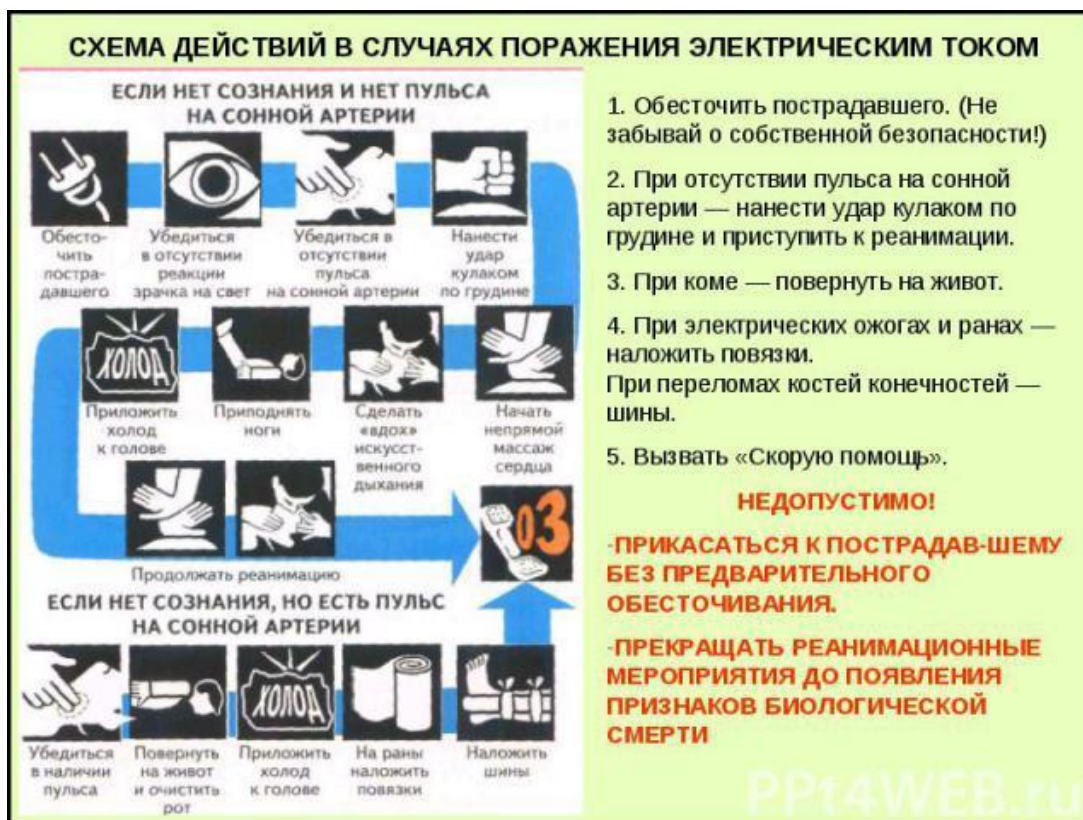 СХЕМА ДЕЙСТВИЙ В СЛУЧАЯХ ПОРАЖЕНИЯ ЭЛЕКТРИЧЕСКИМ ТОКОМ
ЕСЛИ НЕТ СОЗНАНИЯ И НЕТ ПУЛЬСА
НА СОННОЙ АРТЕРИИ
Обесто-
чить
постра-
давшего
Убедиться
в отсутствии
реакции
зрачка на свет
Убедиться в
отсутствии
пульса
на сонной артерии
Нанести
удар
кулаком
по грудине
ХОЛОД
Приложить
холод
к голове
Приподнять
ноги
Сделать
«вдох»
искусст-
венного
дыхания
Начать
непрямой
массаж
сердца
Продолжать реанимацию
03
ЕСЛИ НЕТ СОЗНАНИЯ, НО ЕСТЬ ПУЛЬС
НА СОННОЙ АРТЕРИИ
Убедиться
в наличии
пульса
Повернуть
на живот
и очистить
рот
ХОЛОД
Приложить
холод
к голове
На раны
наложить
повязки
Наложить
шины
1. Обесточить пострадавшего. (Не
забывай о собственной безопасности!)
2. При отсутствии пульса на сонной
артерии — нанести удар кулаком по
грудине и приступить к реанимации.
3. При коме — повернуть на живот.
4. При электрических ожогах и ранах —
наложить повязки.
При переломах костей конечностей —
шины.
5. Вызвать «Скорую помощь».
НЕДОПУСТИМО!
-ПРИКАСАТЬСЯ К ПОСТРАДАВ-ШЕМУ
БЕЗ ПРЕДВАРИТЕЛЬНОГО
ОБЕСТОЧИВАНИЯ.
-ПРЕКРАЩАТЬ РЕАНИМАЦИОННЫЕ
МЕРОПРИЯТИЯ ДО ПОЯВЛЕНИЯ
ПРИЗНАКОВ БИОЛОГИЧЕСКОЙ
СМЕРТИ
PPt4WEB.ru